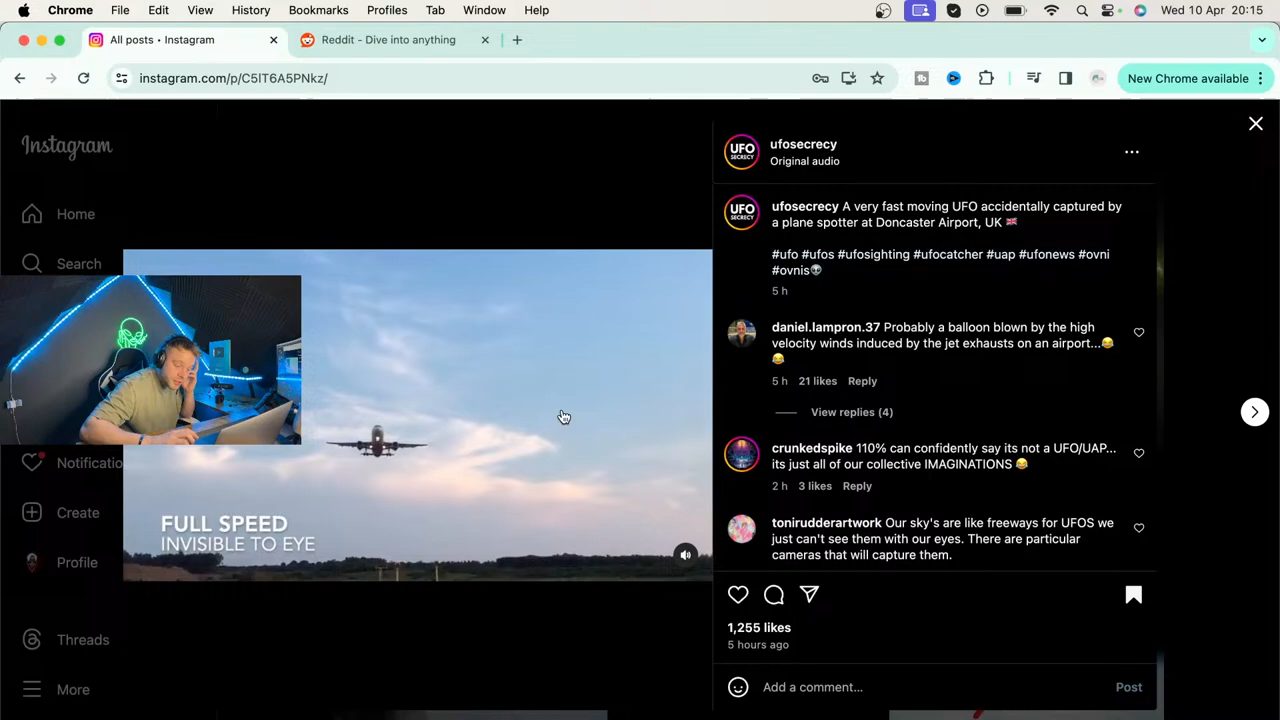 Chrome File Edit View History Bookmarks Profiles Tab Window Help Wed 10 Apr 20:15
All posts • Instagram Reddit - Dive into anything
instagram.com/p/C5IT6A5PNkz/ New Chrome available
Instagram
Home
Search
Notificatio
Create
Profile
Threads
More
FULL SPEED
INVISIBLE TO EYE
UFO
SECRECY
ufosecrecy
Original audio
UFO
SECRECY
ufosecrecy A very fast moving UFO accidentally captured by
a plane spotter at Doncaster Airport, UK 🇬🇧
#ufo #ufos #ufosighting #ufocatcher #uap #ufonews #ovni
#ovnis👽
5 h
daniel.lampron.37 Probably a balloon blown by the high
velocity winds induced by the jet exhausts on an airport...😂
😂
5 h 21 likes Reply
View replies (4)
crunkedspike 110% can confidently say its not a UFO/UAP...
its just all of our collective IMAGINATIONS 😂
2 h 3 likes Reply
tonirudderartwork Our sky's are like freeways for UFOS we
just can't see them with our eyes. There are particular
cameras that will capture them.
1,255 likes
5 hours ago
Add a comment... Post